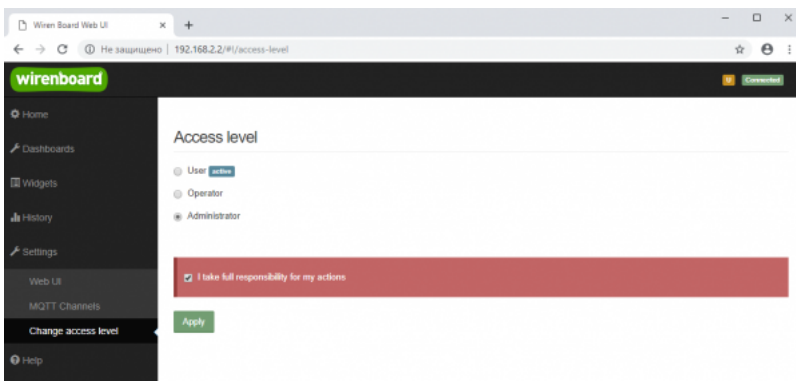 Wiren Board Web UI
Не защищено | 192.168.2.2/#!/access-level
wirenboard
U Connected
Home
Dashboards
Widgets
History
Settings
Web UI
MQTT Channels
Change access level
Help
Access level
User active
Operator
Administrator
I take full responsibility for my actions
Apply